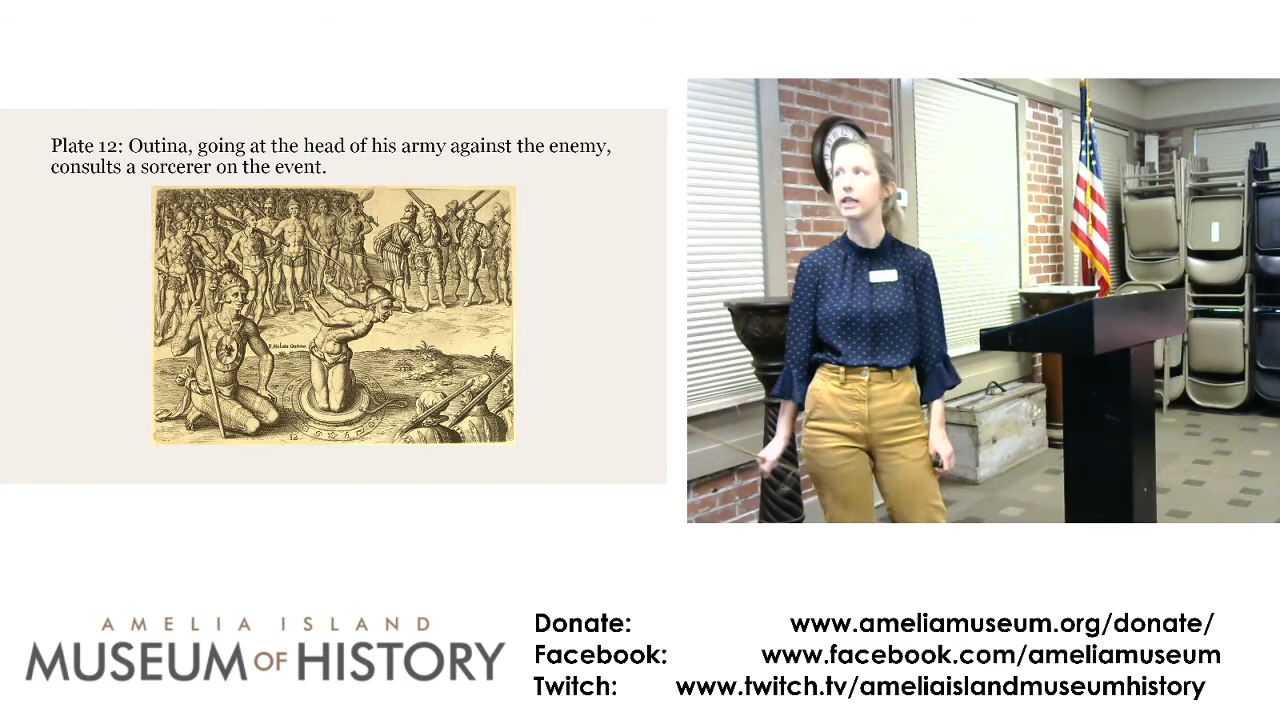 Plate 12: Outina, going at the head of his army against the enemy,
consults a sorcerer on the event.
12
AMELIA ISLAND
MUSEUM OF HISTORY
Donate: www.ameliamuseum.org/donate/
Facebook: www.facebook.com/ameliamuseum
Twitch: www.twitch.tv/ameliaislandmuseumhistory